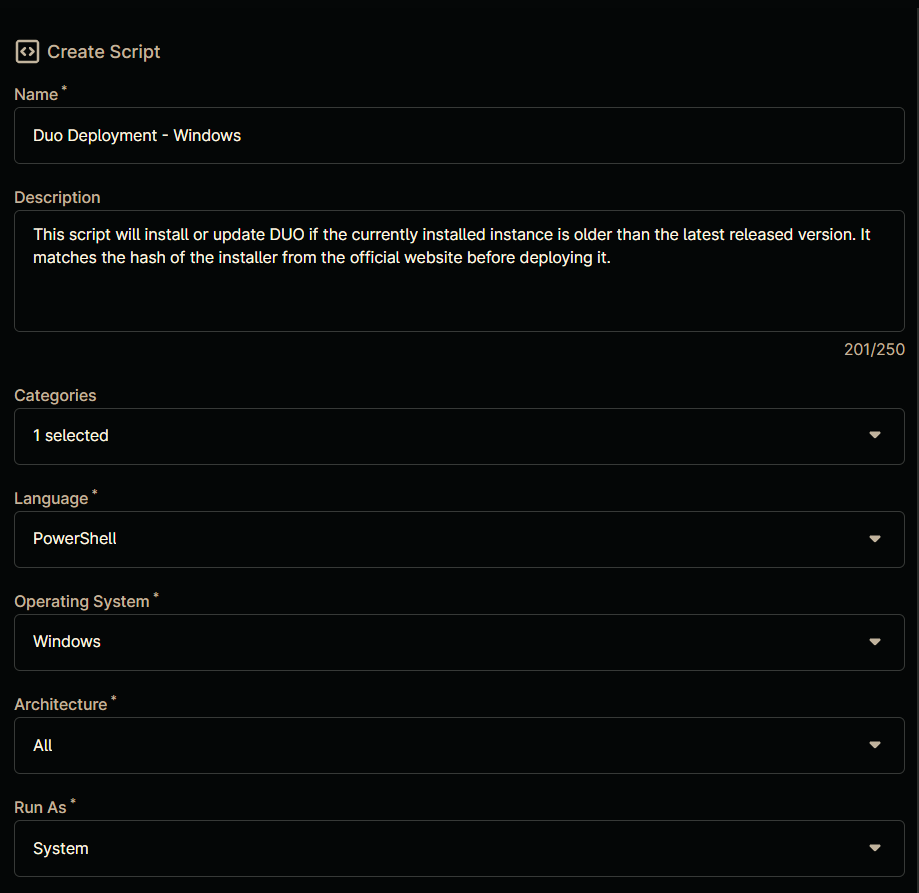 Create Script
Name *
Duo Deployment - Windows
Description
This script will install or update DUO if the currently installed instance is older than the latest released version. It
matches the hash of the installer from the official website before deploying it.
201/250
Categories
1 selected
Language *
PowerShell
Operating System *
Windows
Architecture *
All
Run As *
System